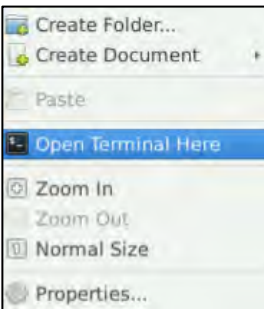 Create Folder...
Create Document
Paste
Open Terminal Here
Zoom In
Zoom Out
Normal Size
Properties...